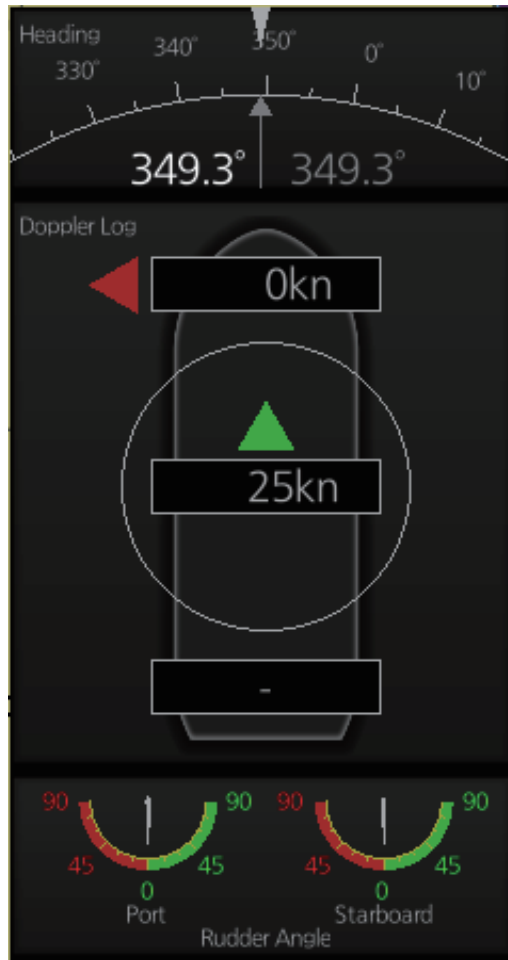 Heading
330° 340° 350° 0° 10°
349.3° 349.3°
Doppler Log
0kn
25kn
-
90 90 90 90
45 45 45 45
0 0
Port Starboard
Rudder Angle